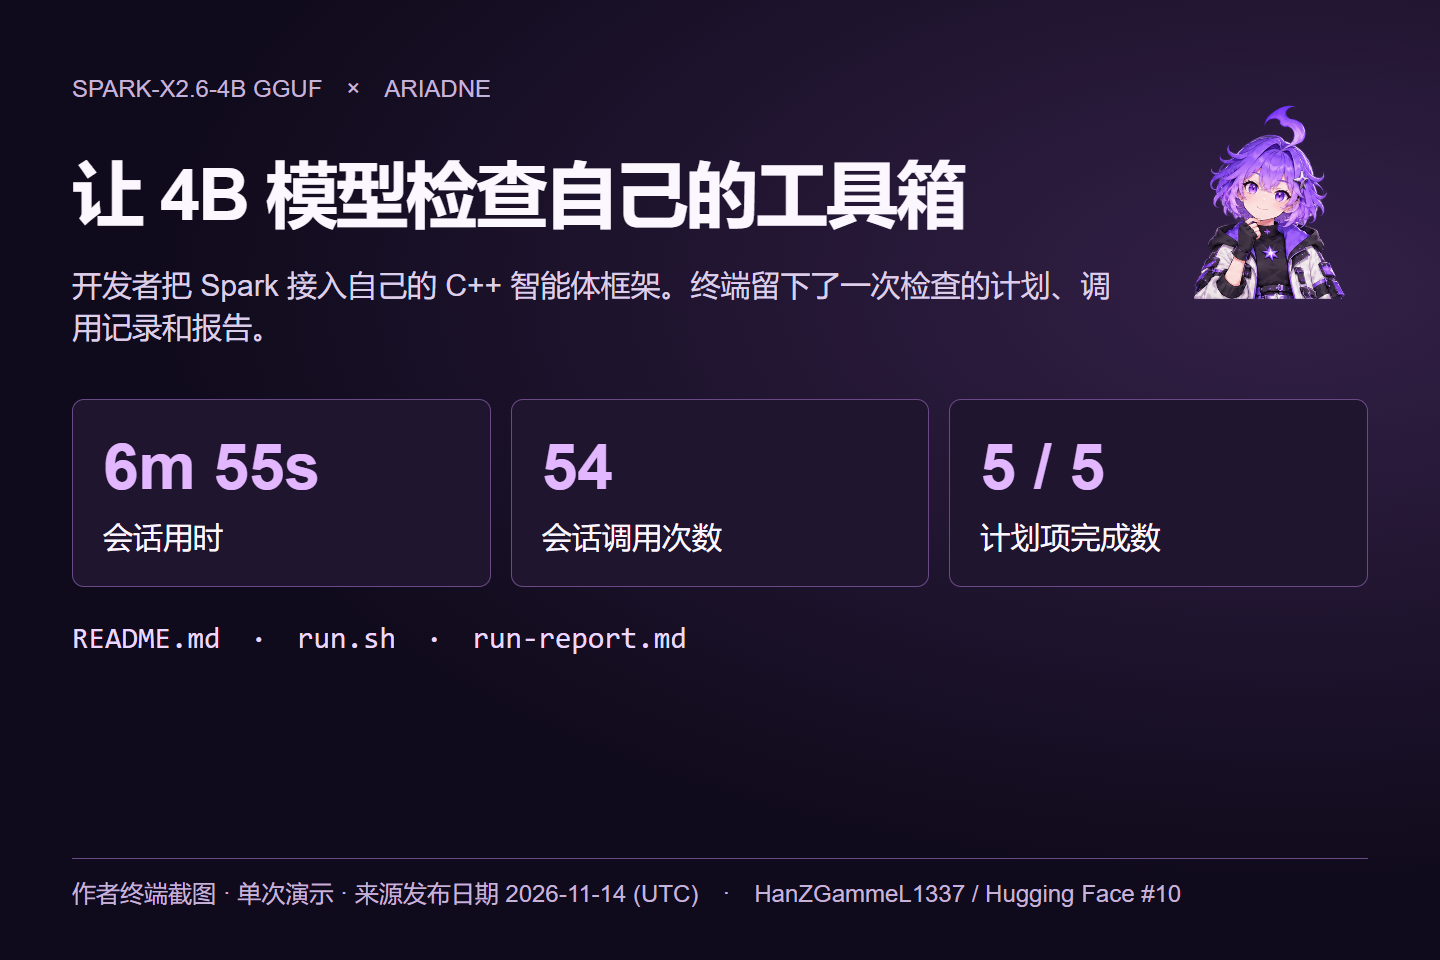 SPARK-X2.6-4B GGUF × ARIADNE
让 4B 模型检查自己的工具箱
开发者把 Spark 接入自己的 C++ 智能体框架。终端留下了一次检查的计划、调
用记录和报告。
6m 55s
会话用时
54
会话调用次数
5 / 5
计划项完成数
README.md · run.sh · run-report.md
作者终端截图 · 单次演示 · 来源发布日期 2026-11-14 (UTC) · HanZGammeL1337 / Hugging Face #10